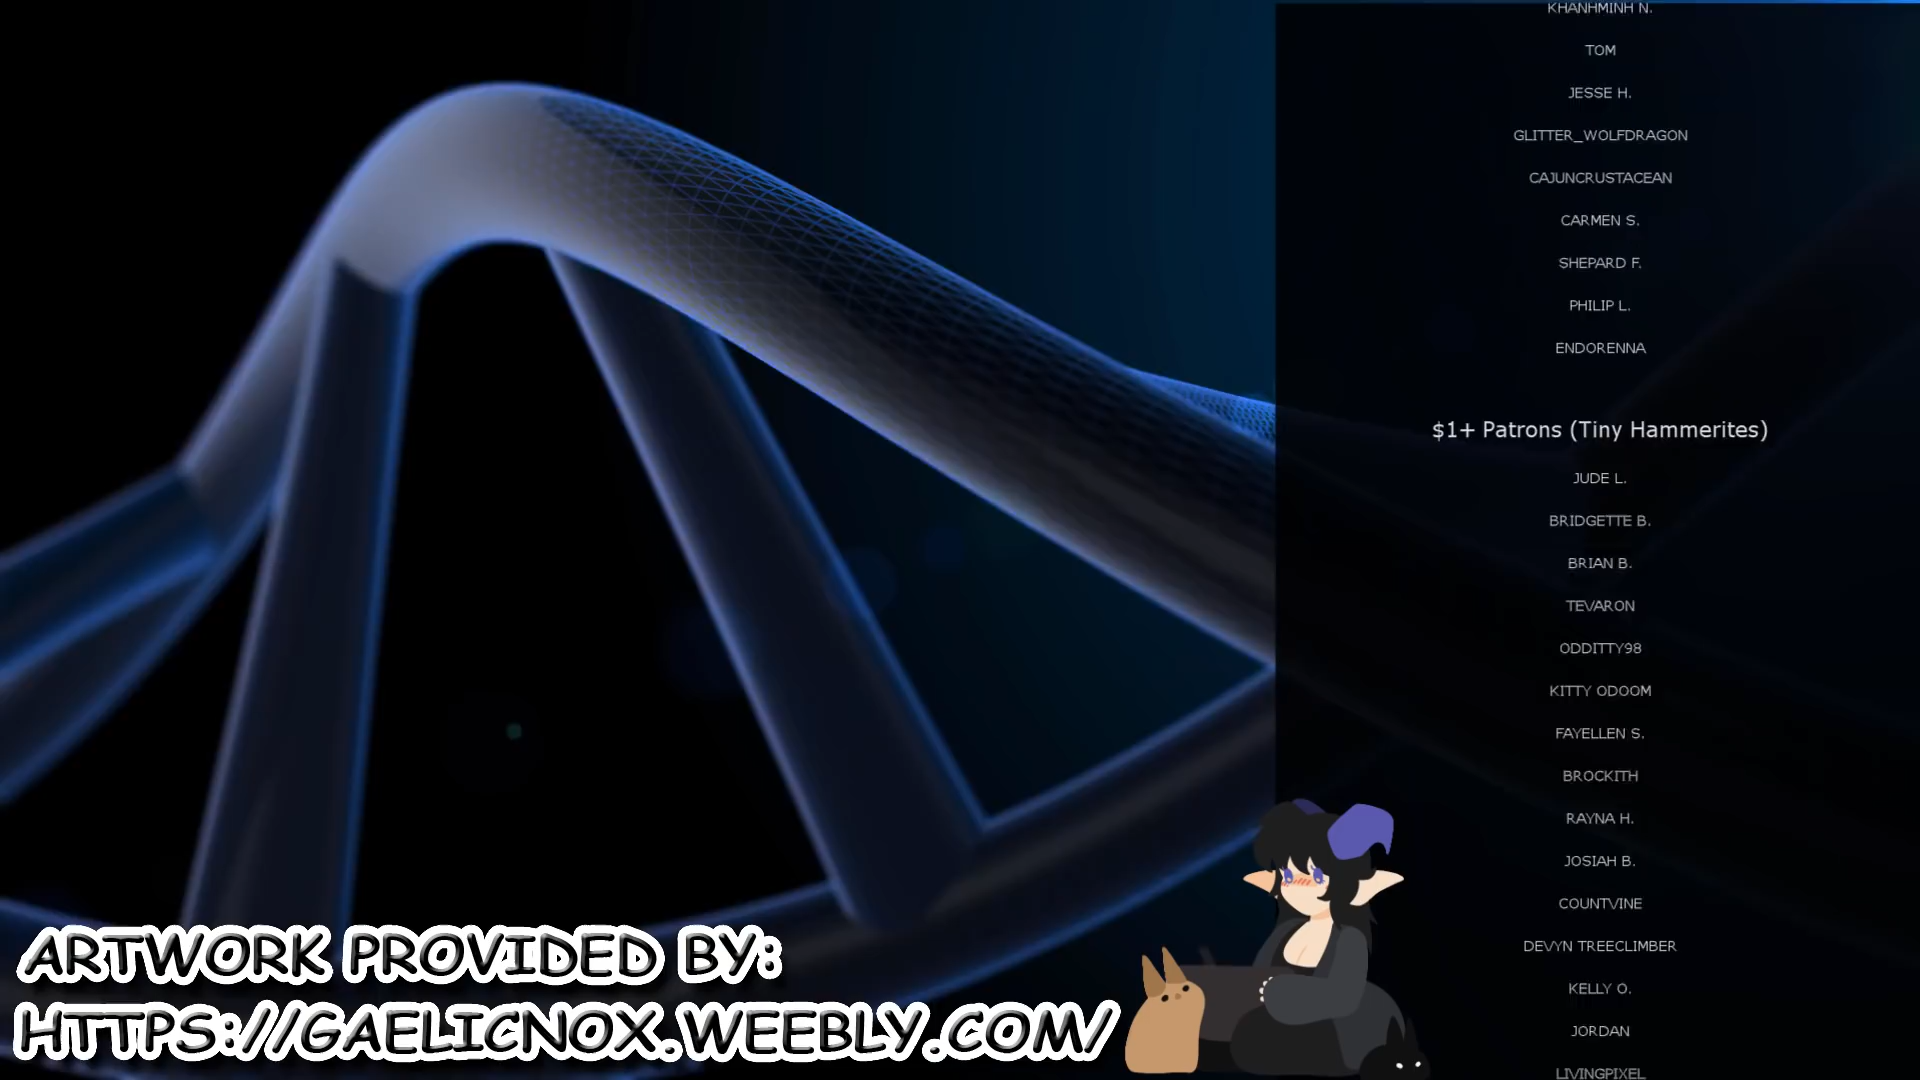 KHANHMINH N.
TOM
JESSE H.
GLITTER_WOLFDRAGON
CAJUNCRUSTACEAN
CARMEN S.
SHEPARD F.
PHILIP L.
ENDORENNA
$1+ Patrons (Tiny Hammerites)
JUDE L.
BRIDGETTE B.
BRIAN B.
TEVARON
ODDITTY98
KITTY ODOOM
FAYELLEN S.
BROCKITH
RAYNA H.
JOSIAH B.
COUNTVINE
DEVYN TREECLIMBER
KELLY O.
JORDAN
LIVINGPIXEL
ARTWORK PROVIDED BY:
HTTPS://GAELICNOX.WEEBLY.COM/